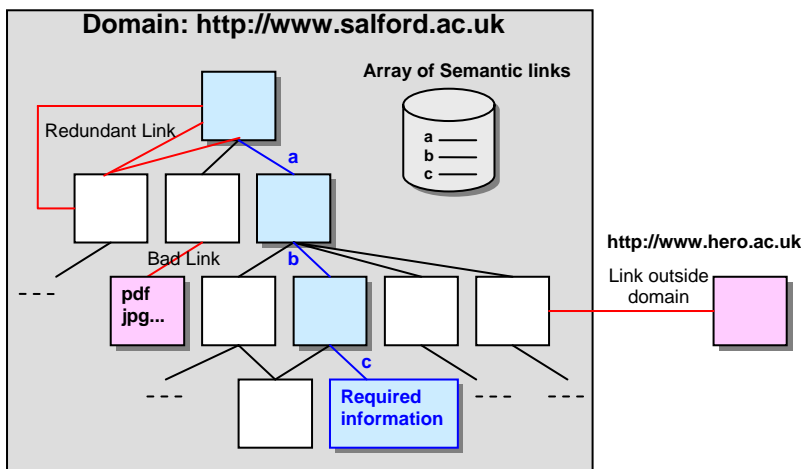 Domain: http://www.salford.ac.uk
Array of Semantic links
a
b
c
Redundant Link
a
http://www.hero.ac.uk
Bad Link
b
Link outside
domain
pdf
jpg...
c
Required
information